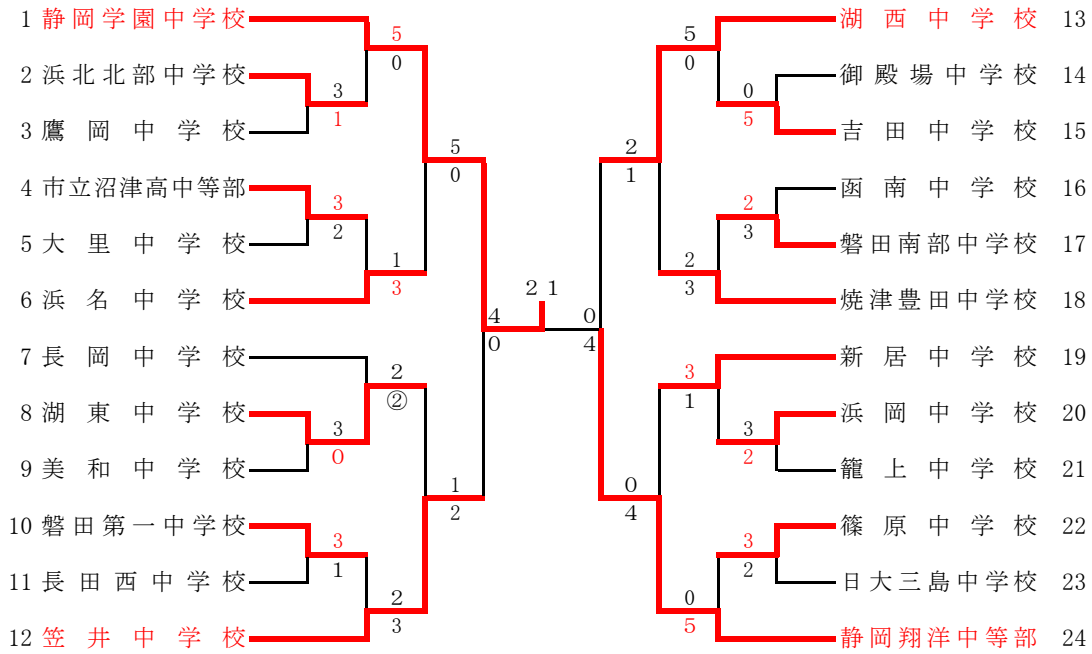 1 静岡学園中学校
2 浜北北部中学校
3 鷹岡中学校
4 市立沼津高中等部
5 大里中学校
6 浜名中学校
7 長岡中学校
8 湖東中学校
9 美和中学校
10 磐田第一中学校
11 長田西中学校
12 笠井中学校
5
0
3
1
5
0
3
2
1
3
4
0
2
②
3
0
1
2
3
1
2
3
2 1
5
0
0
5
2
1
2
3
2
3
0
4
3
1
3
2
0
4
3
2
0
5
湖西中学校 13
御殿場中学校 14
吉田中学校 15
函南中学校 16
磐田南部中学校 17
焼津豊田中学校 18
新居中学校 19
浜岡中学校 20
籠上中学校 21
篠原中学校 22
日大三島中学校 23
静岡翔洋中等部 24